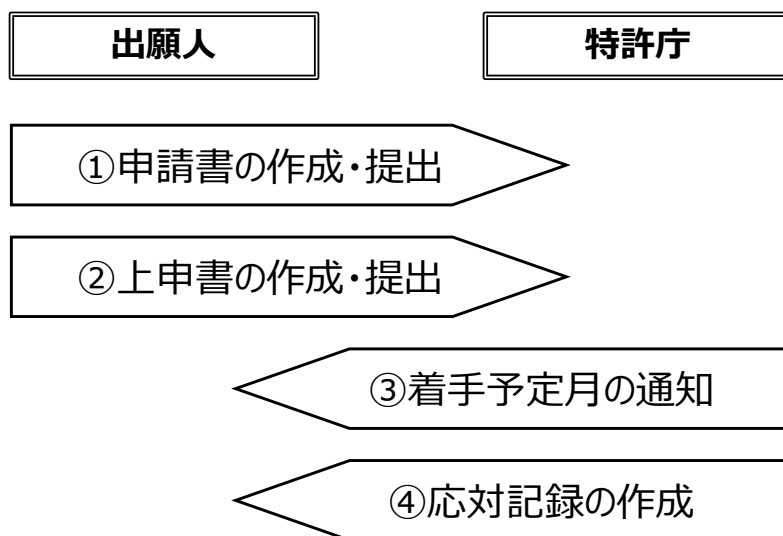 出願人
特許庁
①申請書の作成・提出
②上申書の作成・提出
③着手予定月の通知
④応対記録の作成